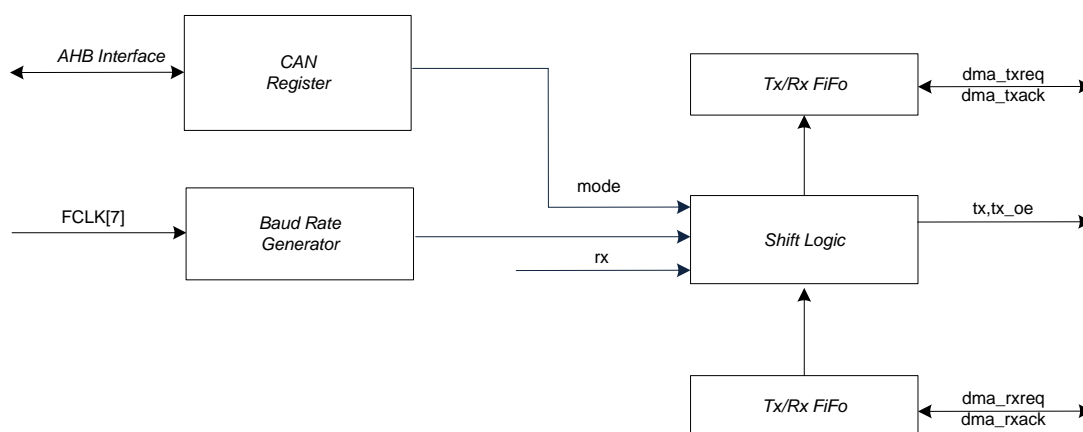 AHB Interface
CAN
Register
Tx/Rx FiFo
dma_txreq
dma_txack
mode
FCLK[7]
Baud Rate
Generator
rx
Shift Logic
tx,tx_oe
Tx/Rx FiFo
dma_rxreq
dma_rxack